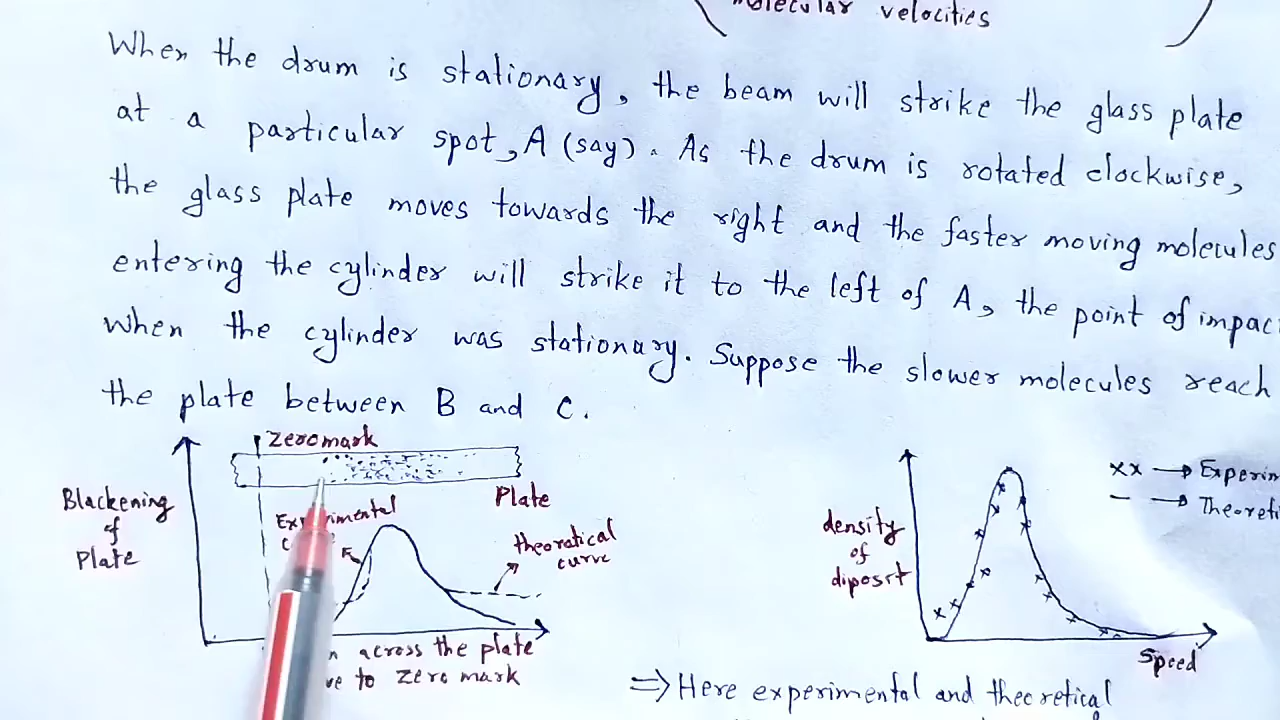 molecular velocities
When the drum is stationary, the beam will strike the glass plate
at a particular spot, A (say). As the drum is rotated clockwise,
the glass plate moves towards the right and the faster moving molecules
entering the cylinder will strike it to the left of A, the point of impac
when the cylinder was stationary. Suppose the slower molecules reach
the plate between B and C.
zeromark
Blackening
of
Plate
Plate
Experimental
theoratical
curve
across the plate
to zero mark
density
of
diposit
xx → Experim
– → Theoreti
Speed
⇒ Here experimental and theoretical